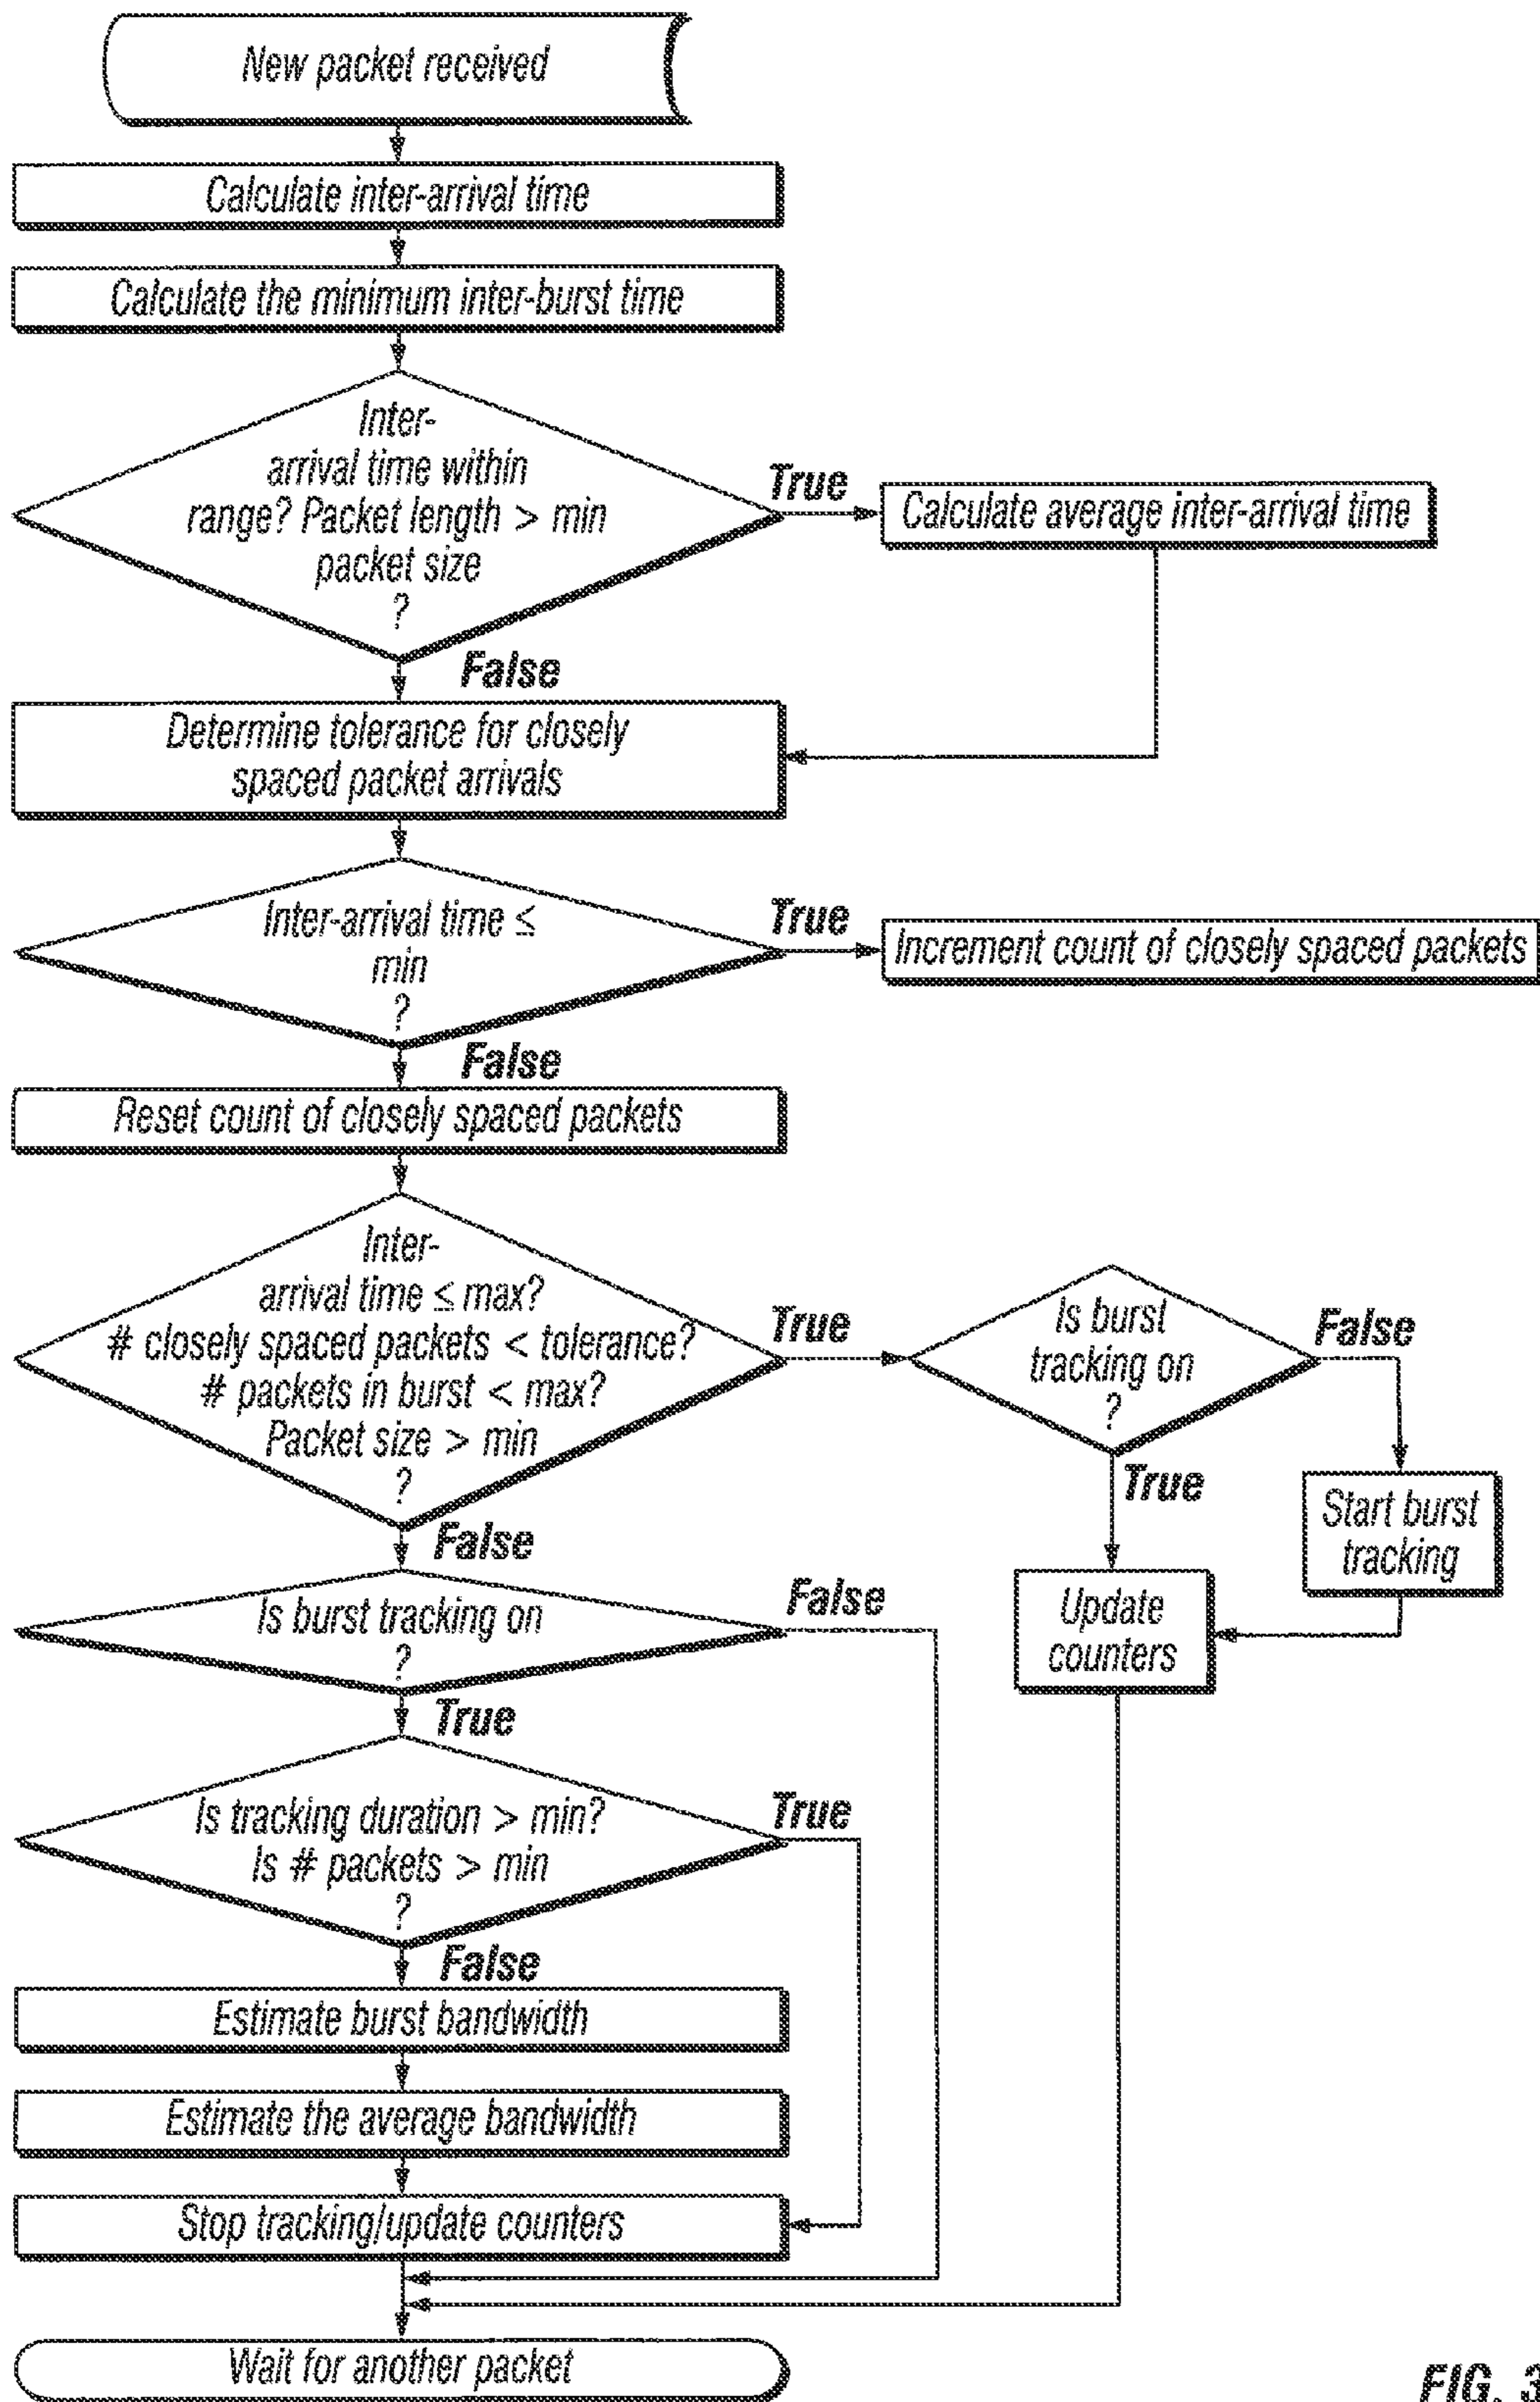 New packet received
Calculate inter-arrival time
Calculate the minimum inter-burst time
Inter-
arrival time within
range? Packet length > min
packet size
?
True
Calculate average inter-arrival time
False
Determine tolerance for closely
spaced packet arrivals
Inter-arrival time ≤
min
?
True
Increment count of closely spaced packets
False
Reset count of closely spaced packets
Inter-
arrival time ≤ max?
# closely spaced packets < tolerance?
# packets in burst < max?
Packet size > min
?
True
Is burst
tracking on
?
False
True
Start burst
tracking
Update
counters
False
Is burst tracking on
?
False
True
Is tracking duration > min?
Is # packets > min
?
True
False
Estimate burst bandwidth
Estimate the average bandwidth
Stop tracking/update counters
Wait for another packet
FIG. 3